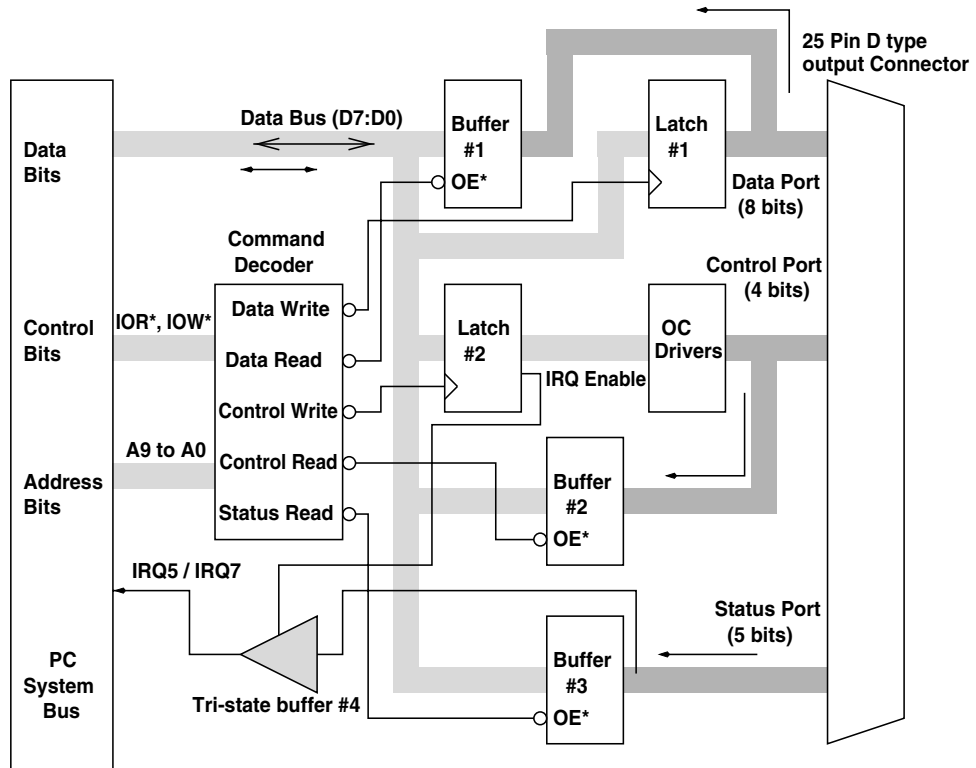 25 Pin D type
output Connector
Data Bus (D7:D0)
Buffer
#1
OE*
Latch
#1
Data
Bits
Data Port
(8 bits)
Command
Decoder
Control Port
(4 bits)
Data Write
IOR*, IOW*
Control
Bits
Data Read
Latch
#2
OC
Drivers
IRQ Enable
Control Write
A9 to A0
Control Read
Address
Bits
Status Read
Buffer
#2
OE*
IRQ5 / IRQ7
Status Port
(5 bits)
PC
System
Bus
Tri-state buffer #4
Buffer
#3
OE*